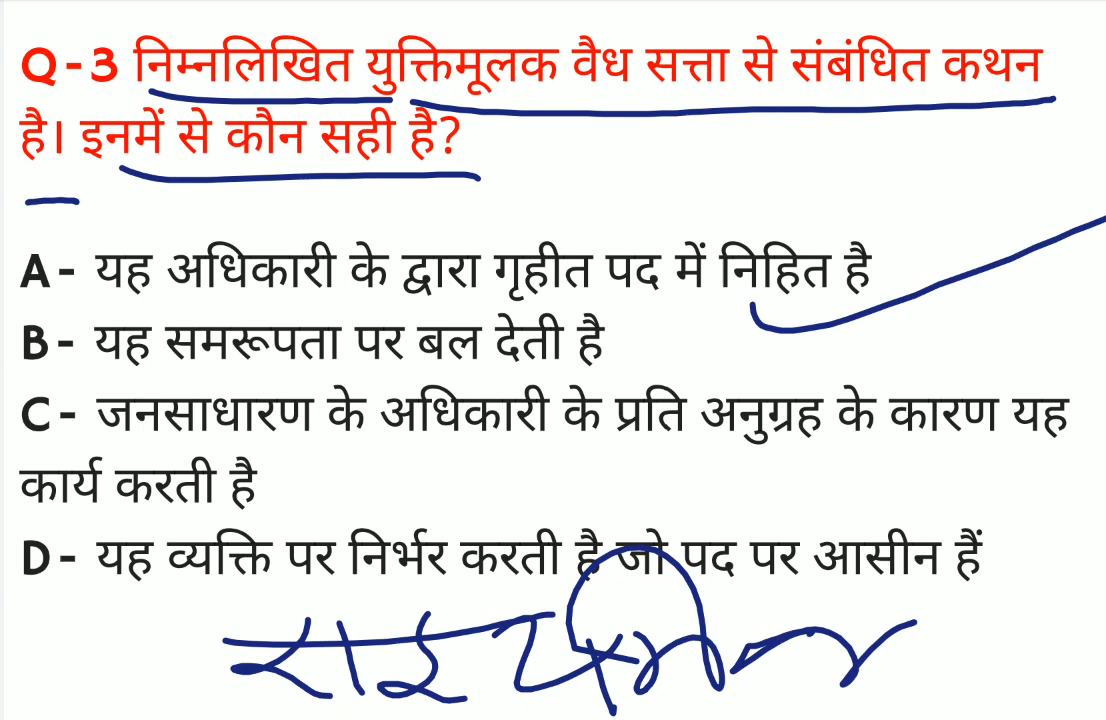 Q-3 निम्नलिखित युक्तिमूलक वैध सत्ता से संबंधित कथन
है। इनमें से कौन सही है?
A- यह अधिकारी के द्वारा गृहीत पद में निहित है
B- यह समरूपता पर बल देती है
C- जनसाधारण के अधिकारी के प्रति अनुग्रह के कारण यह
कार्य करती है
D- यह व्यक्ति पर निर्भर करती है जो पद पर आसीन हैं